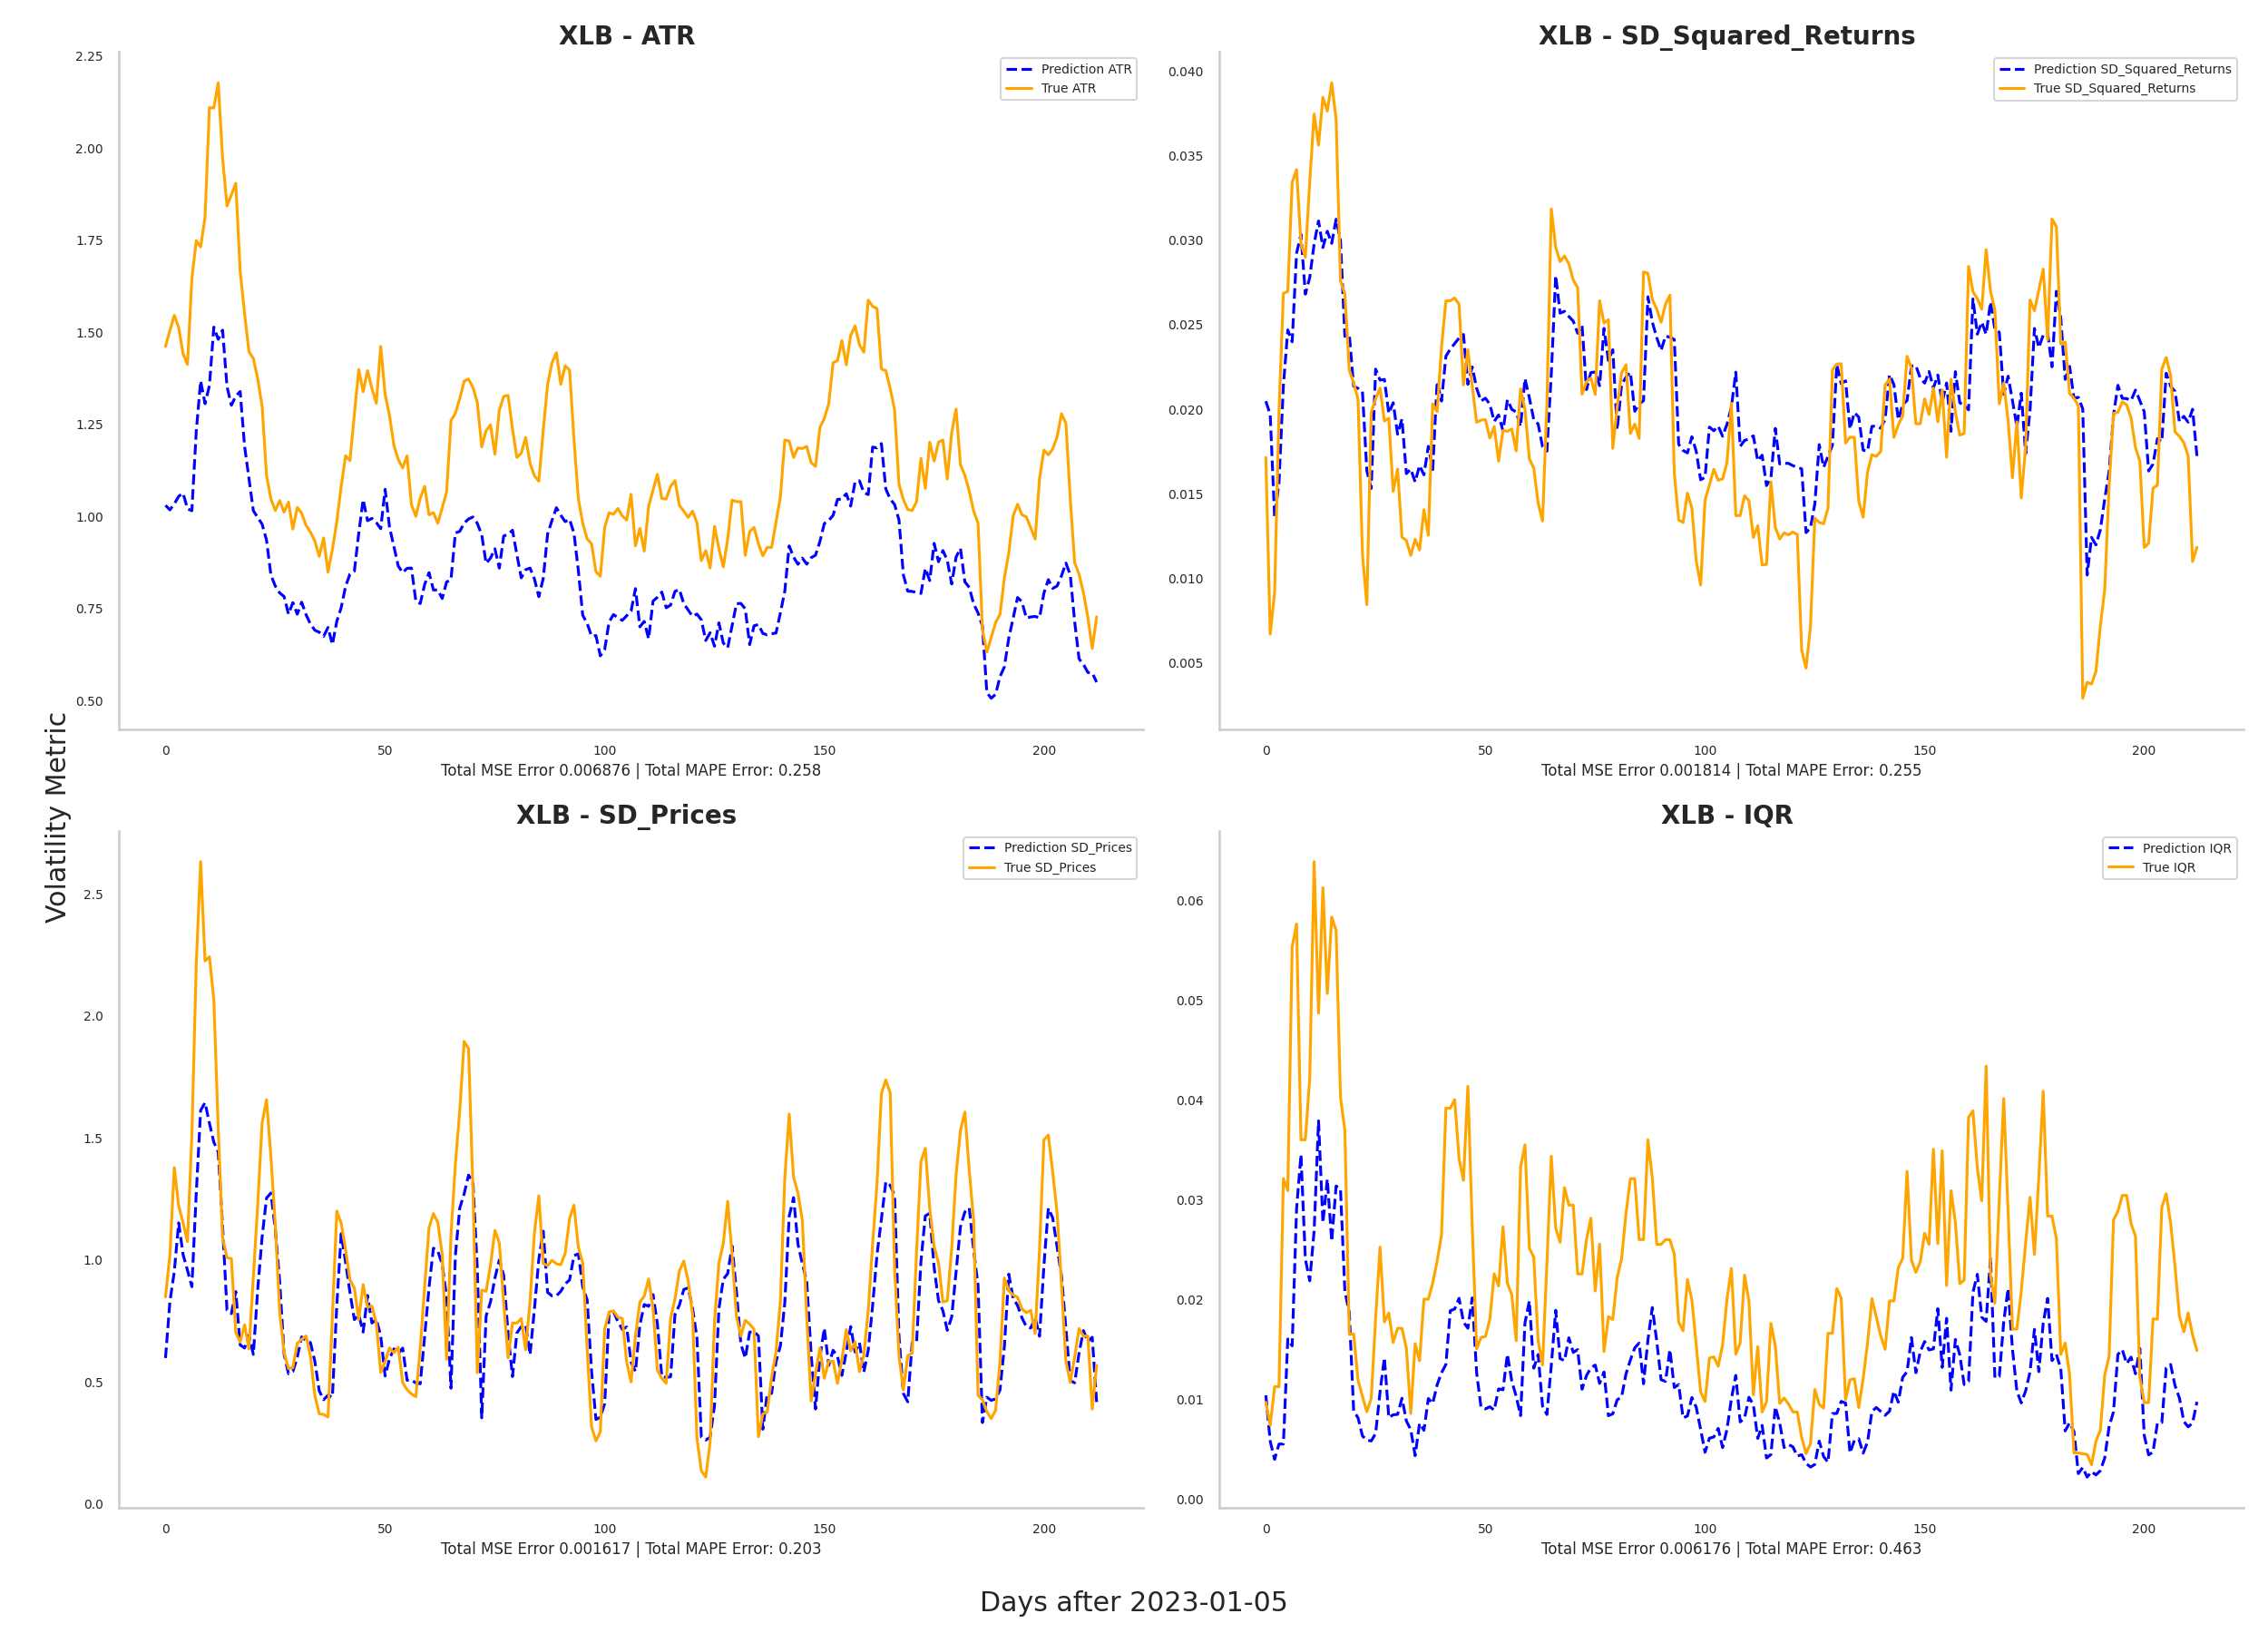 XLB - ATR
2.25
2.00
1.75
1.50
1.25
1.00
0.75
0.50
Prediction ATR
True ATR
0 50 100 150 200
Total MSE Error 0.006876 | Total MAPE Error: 0.258
XLB - SD_Squared_Returns
0.040
0.035
0.030
0.025
0.020
0.015
0.010
0.005
Prediction SD_Squared_Returns
True SD_Squared_Returns
0 50 100 150 200
Total MSE Error 0.001814 | Total MAPE Error: 0.255
Volatility Metric
XLB - SD_Prices
2.5
2.0
1.5
1.0
0.5
0.0
Prediction SD_Prices
True SD_Prices
0 50 100 150 200
Total MSE Error 0.001617 | Total MAPE Error: 0.203
XLB - IQR
0.06
0.05
0.04
0.03
0.02
0.01
0.00
Prediction IQR
True IQR
0 50 100 150 200
Total MSE Error 0.006176 | Total MAPE Error: 0.463
Days after 2023-01-05